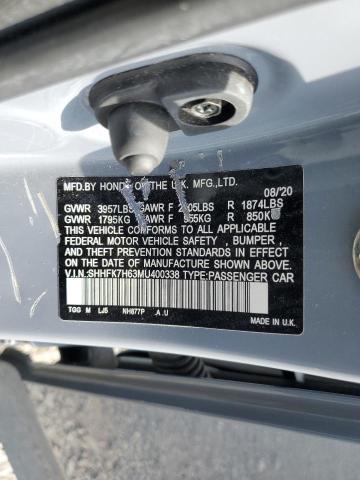 MFD.BY HONDA OF THE U.K. MFG.,LTD. 08/20
GVWR 3957LBS GAWR F LBS R 1874LBS
GVWR 1795KG GAWR F 955KG R 850KG
THIS VEHICLE CONFORMS TO ALL APPLICABLE
FEDERAL MOTOR VEHICLE SAFETY, BUMPER,
AND THEFT PREVENTION STANDARDS IN EFFECT
ON THE DATE OF MANUFACTURE SHOWN ABOVE.
V.I.N.:SHHFK7H63MU400338 TYPE:PASSENGER CAR
TGG M LJ5 NH877P .A.U MADE IN U.K.